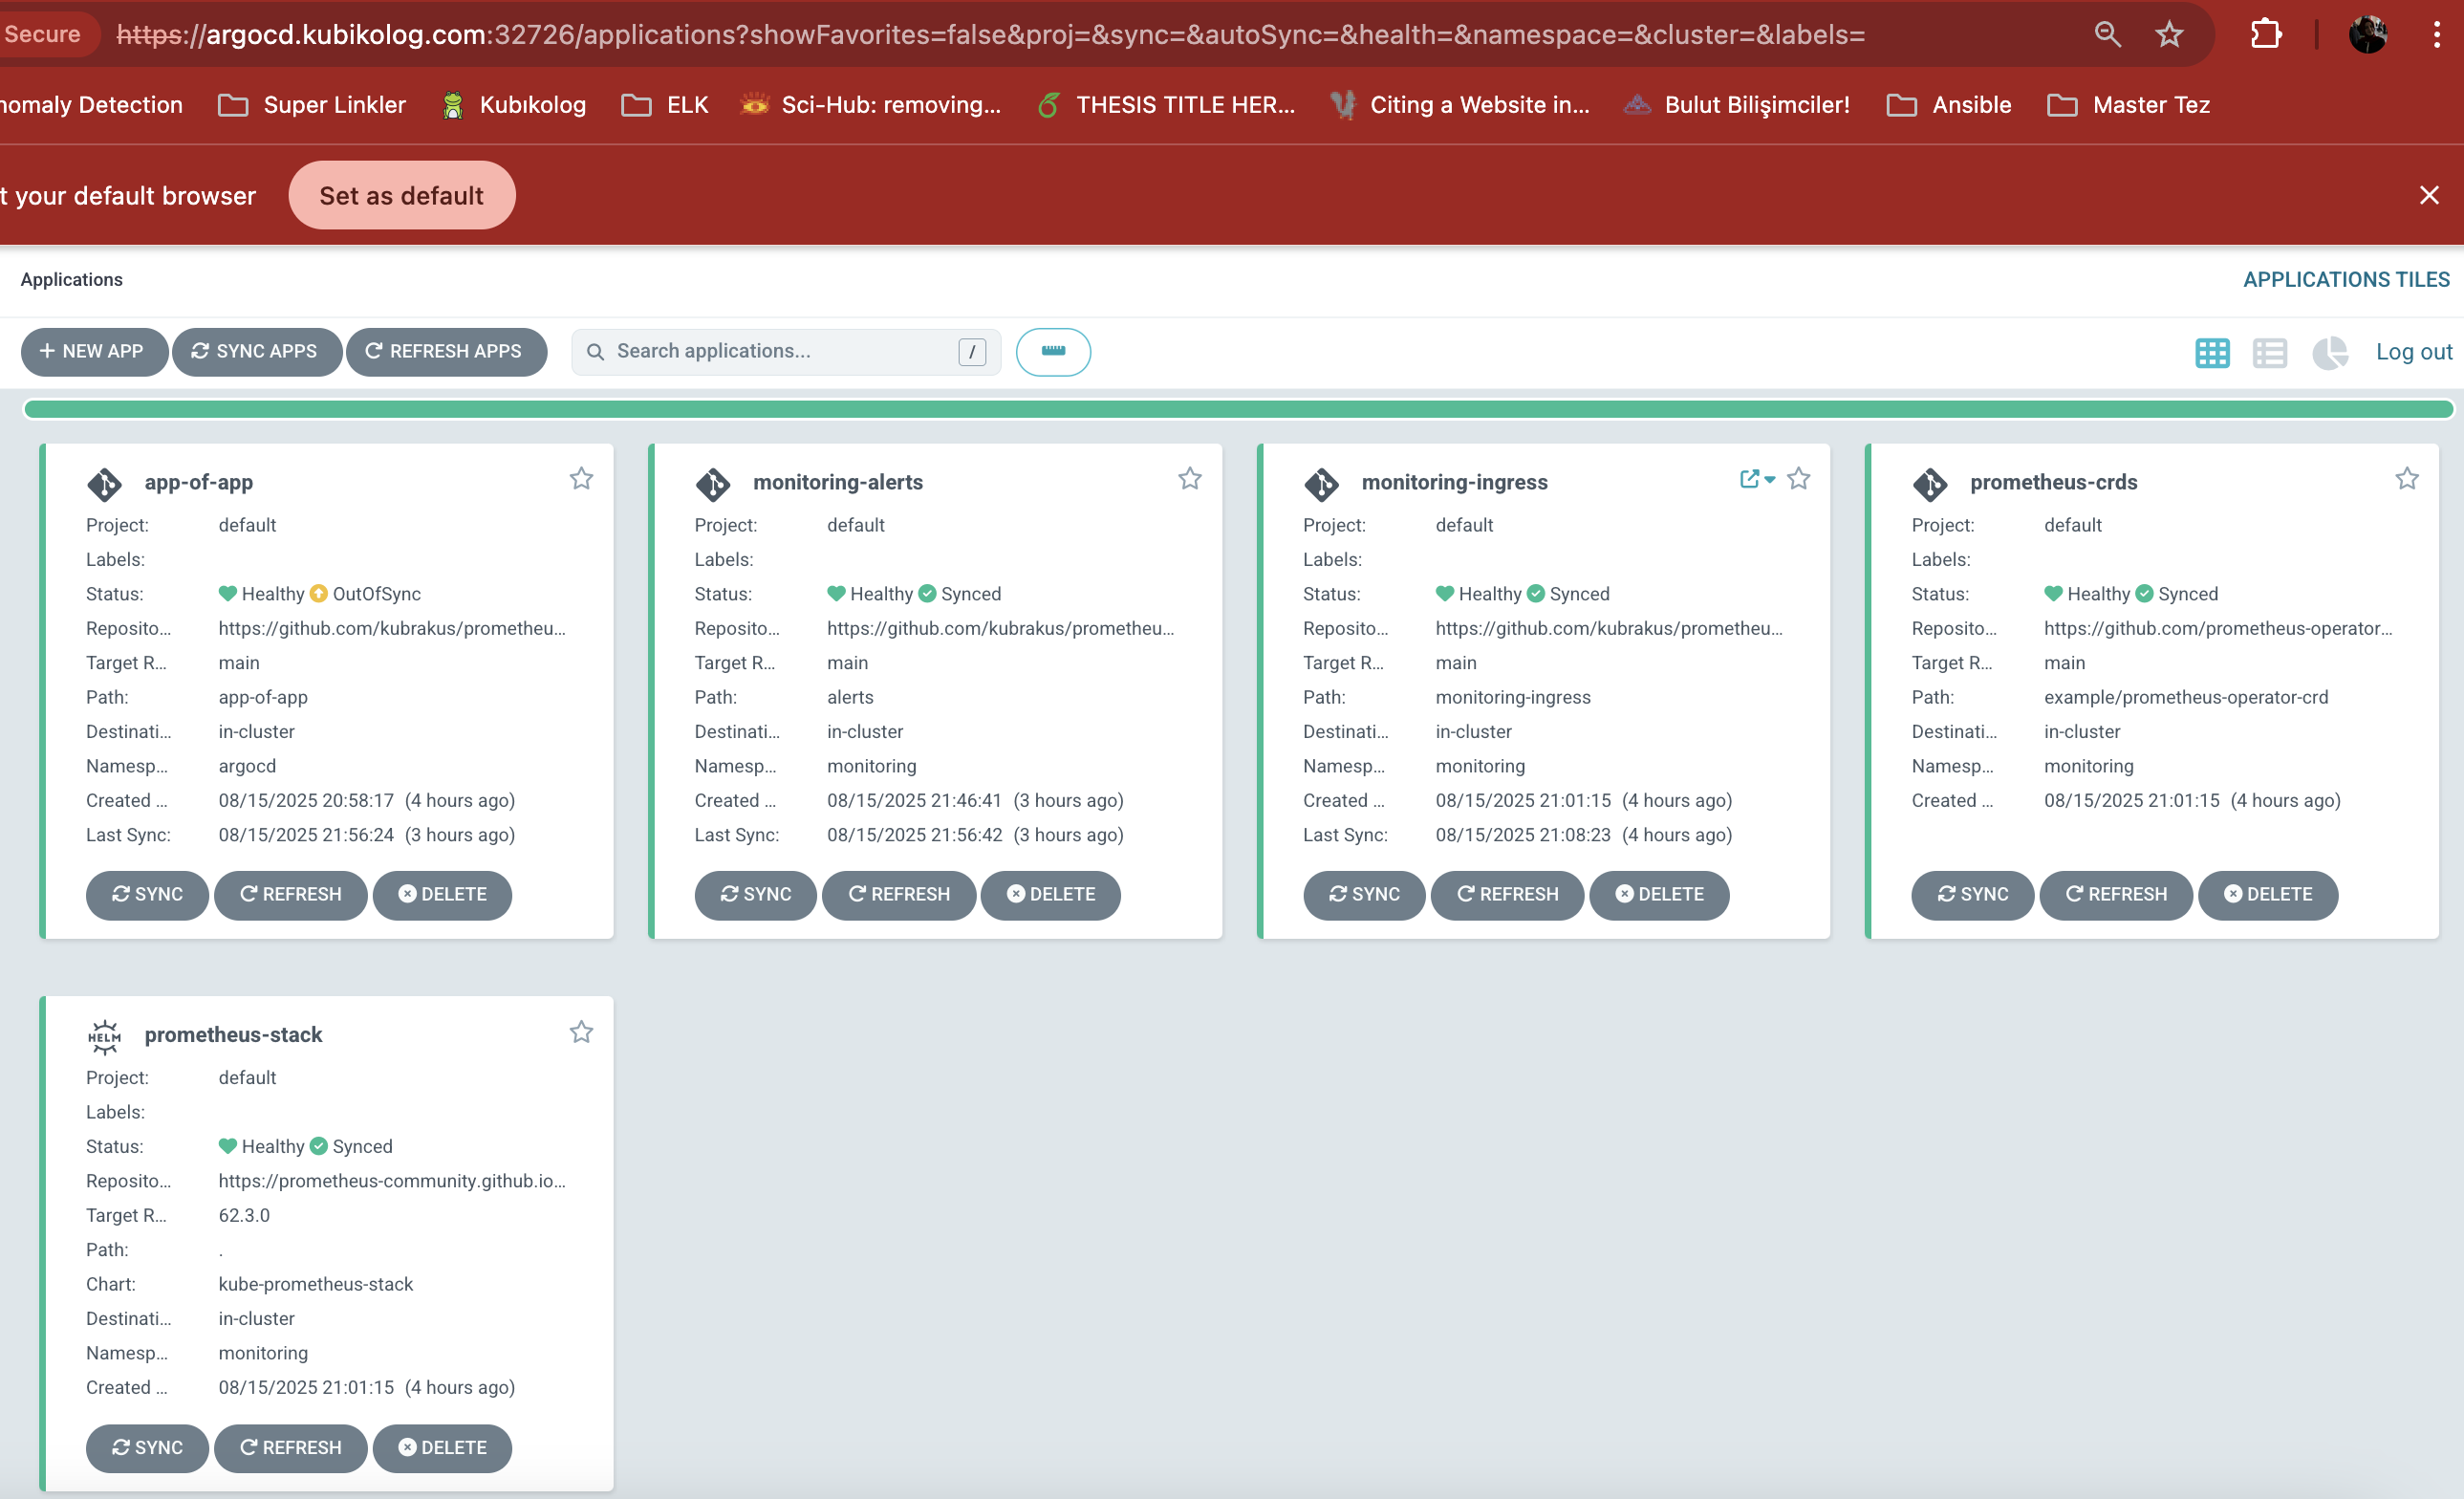 Secure https://argocd.kubikolog.com:32726/applications?showFavorites=false&proj=&sync=&autoSync=&health=&namespace=&cluster=&labels=
nomaly Detection Super Linkler Kubıkolog ELK Sci-Hub: removing... THESIS TITLE HER... Citing a Website in... Bulut Bilişimciler! Ansible Master Tez
t your default browser Set as default
Applications APPLICATIONS TILES
+ NEW APP SYNC APPS REFRESH APPS Search applications... / Log out
app-of-app
Project: default
Labels:
Status: Healthy OutOfSync
Reposito... https://github.com/kubrakus/prometheu...
Target R... main
Path: app-of-app
Destinati... in-cluster
Namesp... argocd
Created ... 08/15/2025 20:58:17 (4 hours ago)
Last Sync: 08/15/2025 21:56:24 (3 hours ago)
SYNC REFRESH DELETE
monitoring-alerts
Project: default
Labels:
Status: Healthy Synced
Reposito... https://github.com/kubrakus/prometheu...
Target R... main
Path: alerts
Destinati... in-cluster
Namesp... monitoring
Created ... 08/15/2025 21:46:41 (3 hours ago)
Last Sync: 08/15/2025 21:56:42 (3 hours ago)
SYNC REFRESH DELETE
monitoring-ingress
Project: default
Labels:
Status: Healthy Synced
Reposito... https://github.com/kubrakus/prometheu...
Target R... main
Path: monitoring-ingress
Destinati... in-cluster
Namesp... monitoring
Created ... 08/15/2025 21:01:15 (4 hours ago)
Last Sync: 08/15/2025 21:08:23 (4 hours ago)
SYNC REFRESH DELETE
prometheus-crds
Project: default
Labels:
Status: Healthy Synced
Reposito... https://github.com/prometheus-operator...
Target R... main
Path: example/prometheus-operator-crd
Destinati... in-cluster
Namesp... monitoring
Created ... 08/15/2025 21:01:15 (4 hours ago)
SYNC REFRESH DELETE
HELM prometheus-stack
Project: default
Labels:
Status: Healthy Synced
Reposito... https://prometheus-community.github.io...
Target R... 62.3.0
Path: .
Chart: kube-prometheus-stack
Destinati... in-cluster
Namesp... monitoring
Created ... 08/15/2025 21:01:15 (4 hours ago)
SYNC REFRESH DELETE